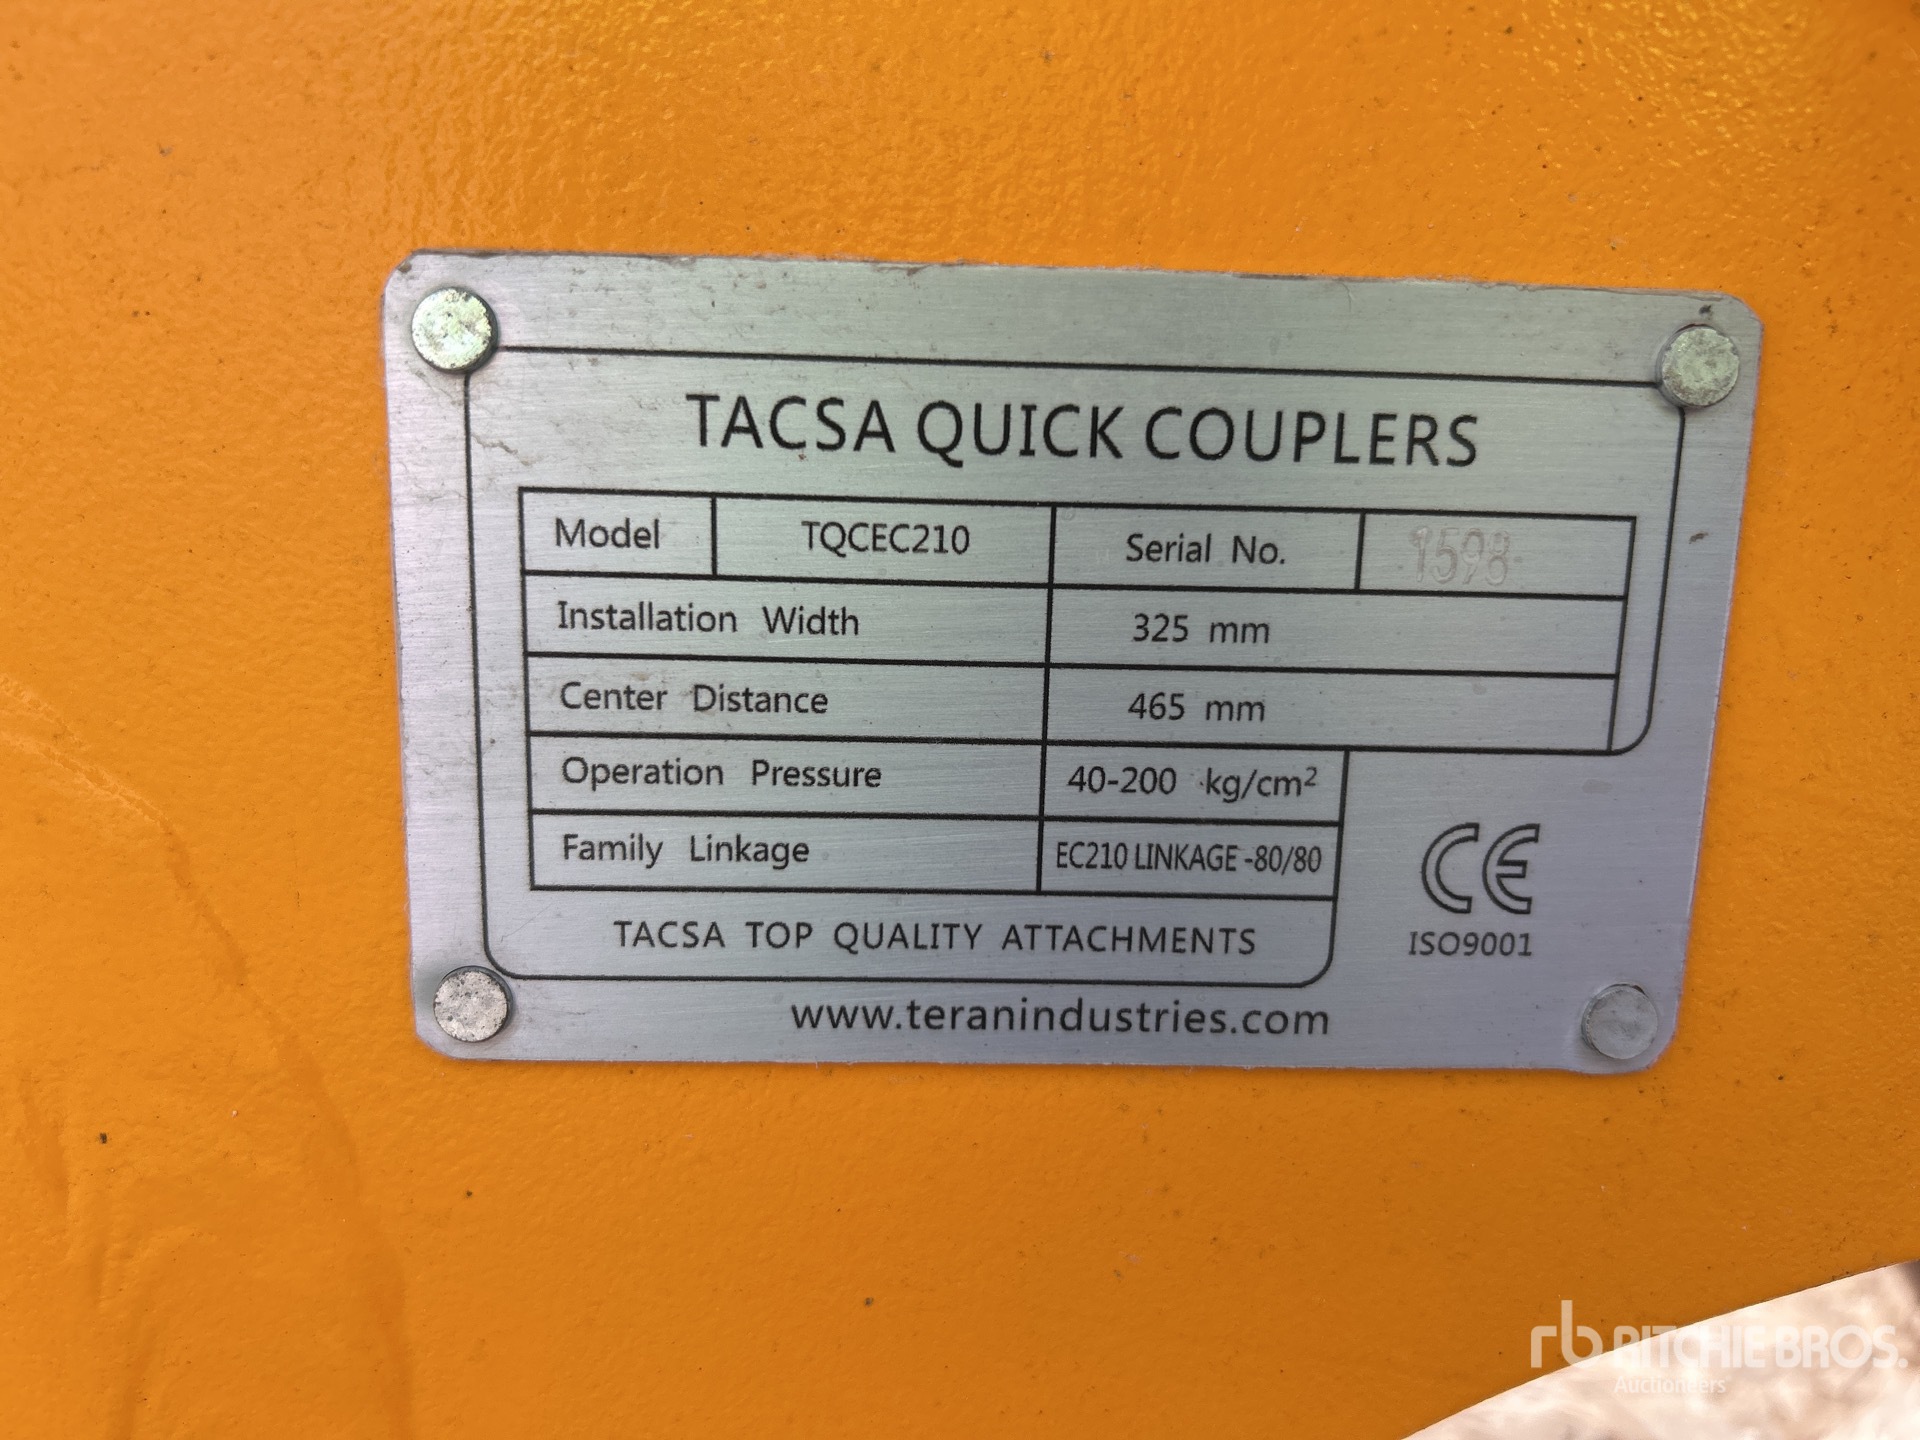 TACSA QUICK COUPLERS
Model TQCEC210 Serial No. 1598
Installation Width 325 mm
Center Distance 465 mm
Operation Pressure 40-200 kg/cm²
Family Linkage EC210 LINKAGE -80/80
TACSA TOP QUALITY ATTACHMENTS
CE
ISO9001
www.teranindustries.com
rb RITCHIE BROS.
Auctioneers